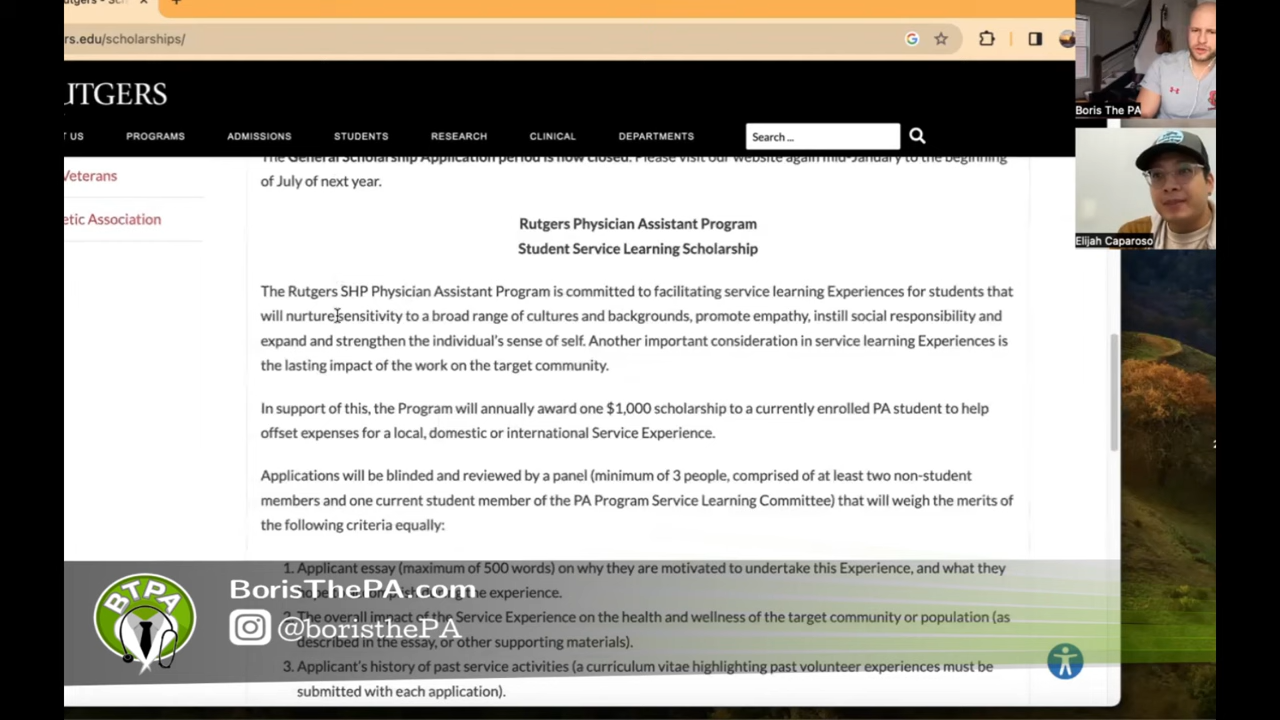 rs.edu/scholarships/
UTGERS
T US PROGRAMS ADMISSIONS STUDENTS RESEARCH CLINICAL DEPARTMENTS Search ...
Boris The PA
Elijah Caparoso
Veterans
etic Association
The General Scholarship Application period is now closed. Please visit our website again mid-January to the beginning
of July of next year.
Rutgers Physician Assistant Program
Student Service Learning Scholarship
The Rutgers SHP Physician Assistant Program is committed to facilitating service learning Experiences for students that
will nurture sensitivity to a broad range of cultures and backgrounds, promote empathy, instill social responsibility and
expand and strengthen the individual's sense of self. Another important consideration in service learning Experiences is
the lasting impact of the work on the target community.
In support of this, the Program will annually award one $1,000 scholarship to a currently enrolled PA student to help
offset expenses for a local, domestic or international Service Experience.
Applications will be blinded and reviewed by a panel (minimum of 3 people, comprised of at least two non-student
members and one current student member of the PA Program Service Learning Committee) that will weigh the merits of
the following criteria equally:
1. Applicant essay (maximum of 500 words) on why they are motivated to undertake this Experience, and what they
the experience.
2. The overall impact of the Service Experience on the health and wellness of the target community or population (as
described in the essay, or other supporting materials).
3. Applicant's history of past service activities (a curriculum vitae highlighting past volunteer experiences must be
submitted with each application).
BTPA
BorisThePA.com
@boristhePA